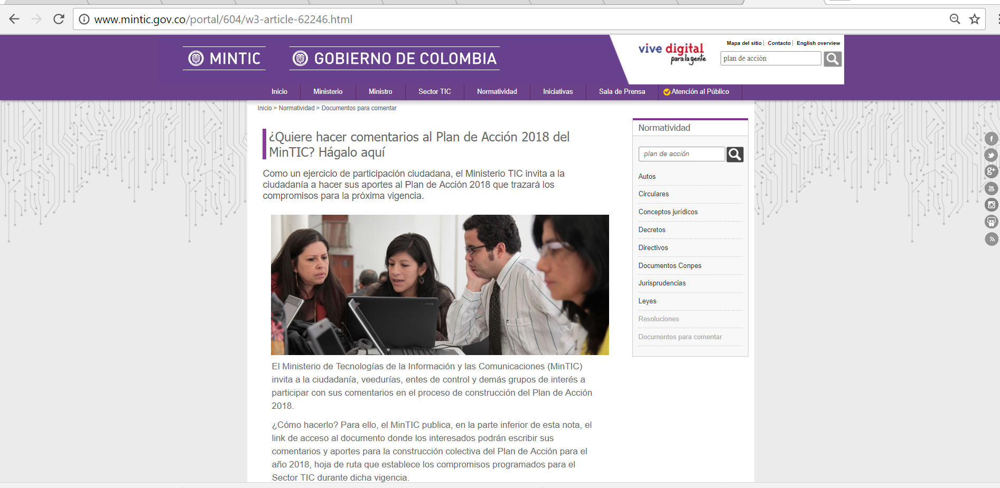 www.mintic.gov.co/portal/604/w3-article-62246.html
MINTIC
GOBIERNO DE COLOMBIA
vive digital
para la gente
Mapa del sitio
Contacto
English overview
plan de acción
Inicio
Ministerio
Ministro
Sector TIC
Normatividad
Iniciativas
Sala de Prensa
Atención al Público
Inicio > Normatividad > Documentos para comentar
¿Quiere hacer comentarios al Plan de Acción 2018 del
MinTIC? Hágalo aquí
Como un ejercicio de participación ciudadana, el Ministerio TIC invita a la
ciudadanía a hacer sus aportes al Plan de Acción 2018 que trazará los
compromisos para la próxima vigencia.
El Ministerio de Tecnologías de la Información y las Comunicaciones (MinTIC)
invita a la ciudadanía, veedurías, entes de control y demás grupos de interés a
participar con sus comentarios en el proceso de construcción del Plan de Acción
2018.
¿Cómo hacerlo? Para ello, el MinTIC publica, en la parte inferior de esta nota, el
link de acceso al documento donde los interesados podrán escribir sus
comentarios y aportes para la construcción colectiva del Plan de Acción para el
año 2018, hoja de ruta que establece los compromisos programados para el
Sector TIC durante dicha vigencia.
Normatividad
plan de acción
Autos
Circulares
Conceptos jurídicos
Decretos
Directivos
Documentos Conpes
Jurisprudencias
Leyes
Resoluciones
Documentos para comentar